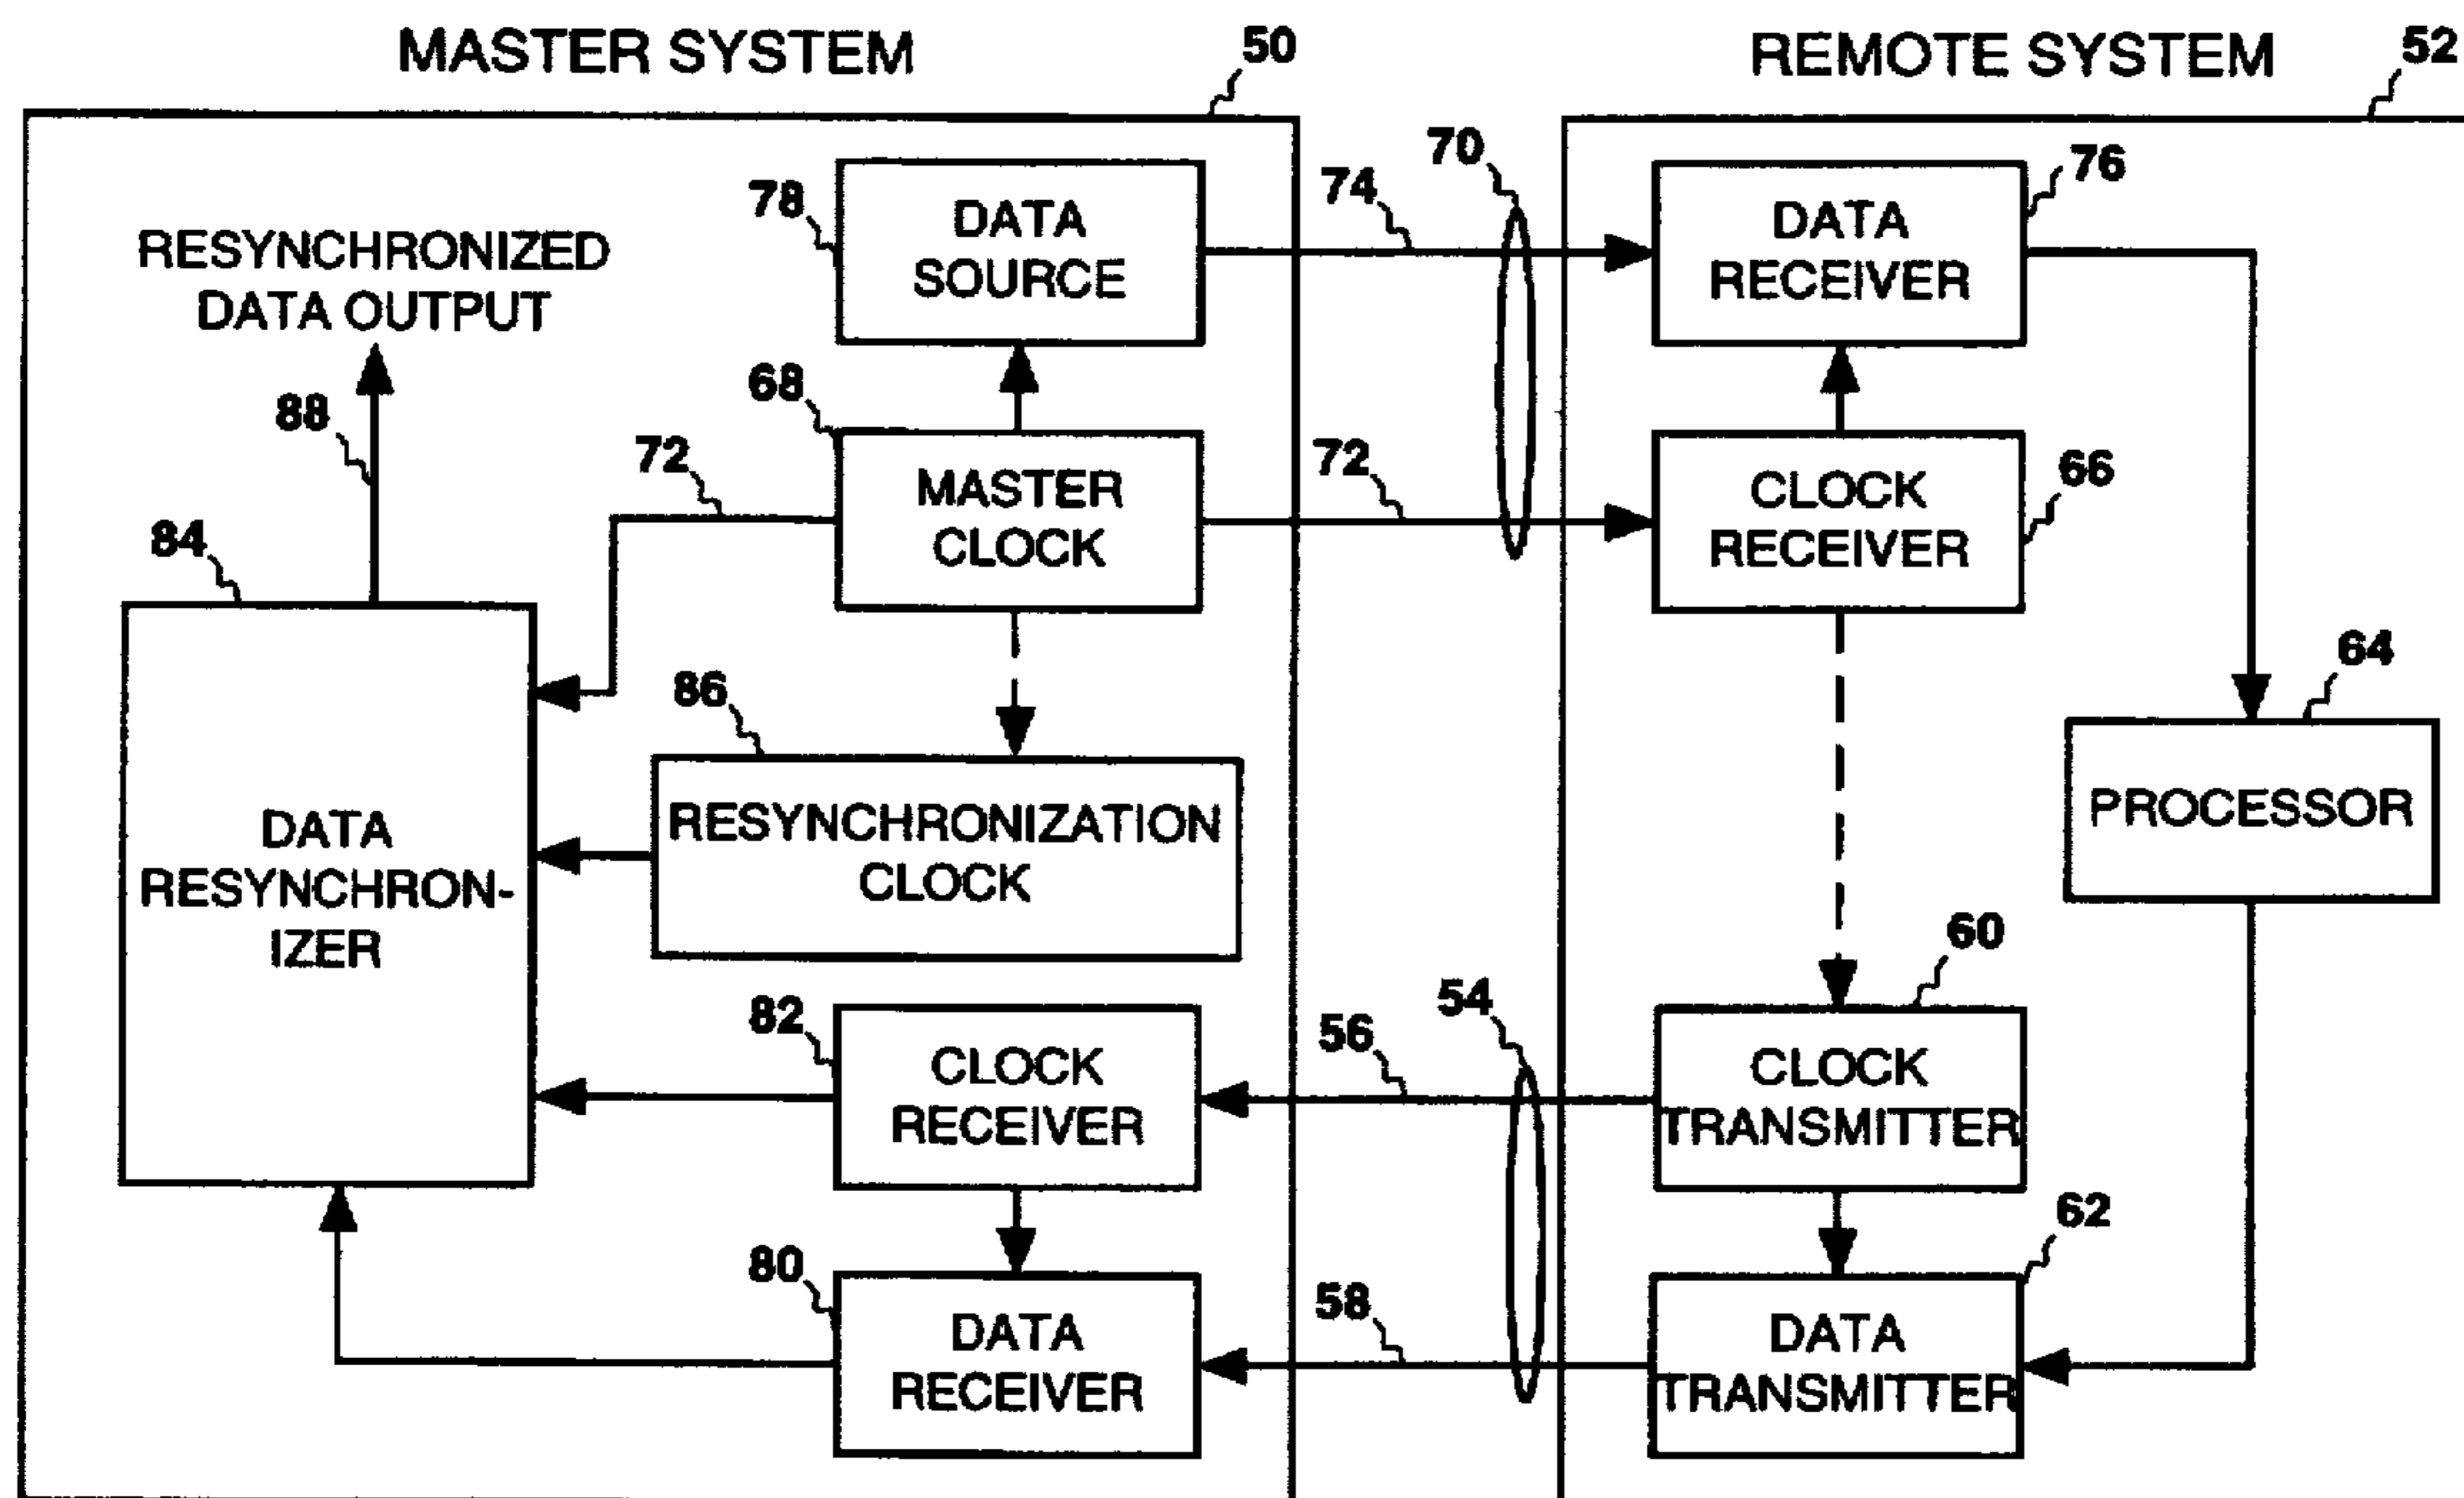 MASTER SYSTEM
50
REMOTE SYSTEM
52
78
DATA
SOURCE
74
70
DATA
RECEIVER
76
RESYNCHRONIZED
DATA OUTPUT
88
68
MASTER
CLOCK
72
72
CLOCK
RECEIVER
66
84
DATA
RESYNCHRON-
IZER
86
RESYNCHRONIZATION
CLOCK
64
PROCESSOR
82
CLOCK
RECEIVER
56
54
60
CLOCK
TRANSMITTER
80
DATA
RECEIVER
58
62
DATA
TRANSMITTER